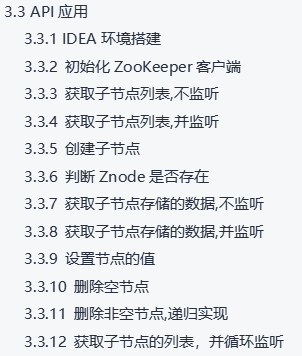 3.3 API 应用
3.3.1 IDEA 环境搭建
3.3.2 初始化 ZooKeeper 客户端
3.3.3 获取子节点列表,不监听
3.3.4 获取子节点列表,并监听
3.3.5 创建子节点
3.3.6 判断 Znode 是否存在
3.3.7 获取子节点存储的数据,不监听
3.3.8 获取子节点存储的数据,并监听
3.3.9 设置节点的值
3.3.10 删除空节点
3.3.11 删除非空节点,递归实现
3.3.12 获取子节点的列表，并循环监听